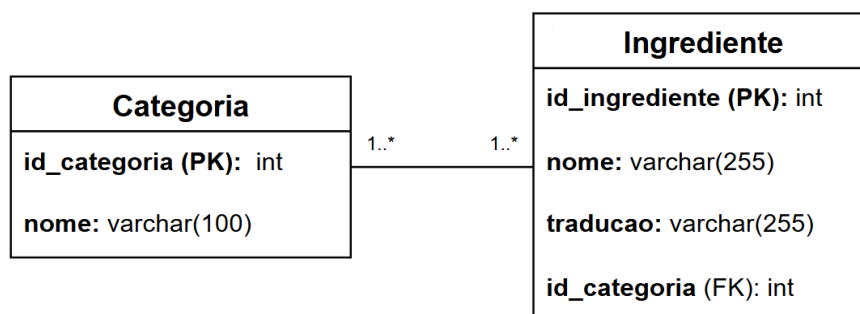 Categoria
id_categoria (PK): int
nome: varchar(100)
1..*
1..*
Ingrediente
id_ingrediente (PK): int
nome: varchar(255)
traducao: varchar(255)
id_categoria (FK): int